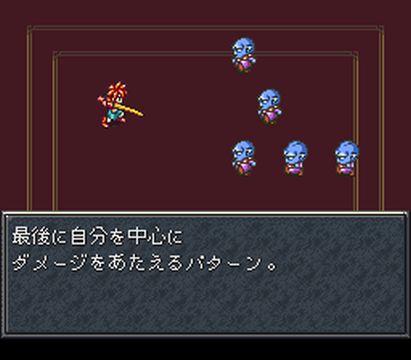 最後に自分を中心に
ダメージをあたえるパターン。